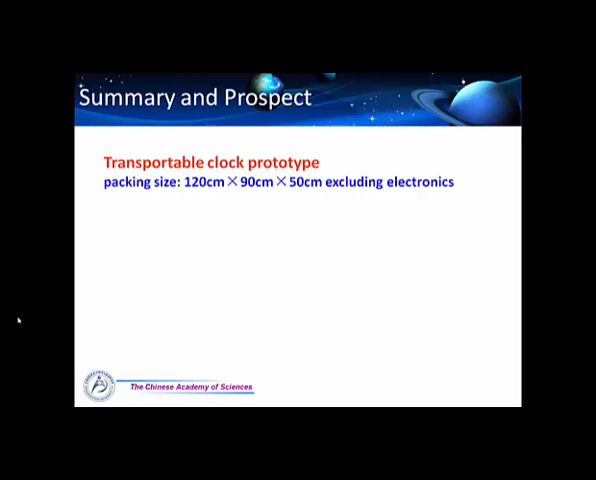 Summary and Prospect
Transportable clock prototype
packing size: 120cm×90cm×50cm excluding electronics
The Chinese Academy of Sciences